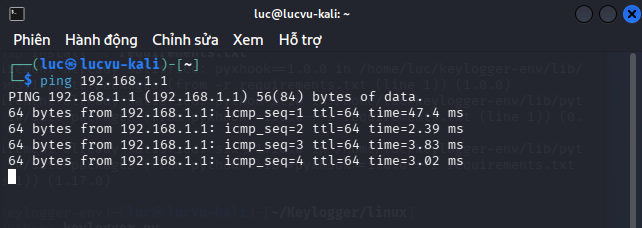 luc@lucvu-kali: ~
Phiên Hành động Chỉnh sửa Xem Hỗ trợ
┌──(luc㉿lucvu-kali)-[~]
└─$ ping 192.168.1.1
PING 192.168.1.1 (192.168.1.1) 56(84) bytes of data.
64 bytes from 192.168.1.1: icmp_seq=1 ttl=64 time=47.4 ms
64 bytes from 192.168.1.1: icmp_seq=2 ttl=64 time=2.39 ms
64 bytes from 192.168.1.1: icmp_seq=3 ttl=64 time=3.83 ms
64 bytes from 192.168.1.1: icmp_seq=4 ttl=64 time=3.02 ms